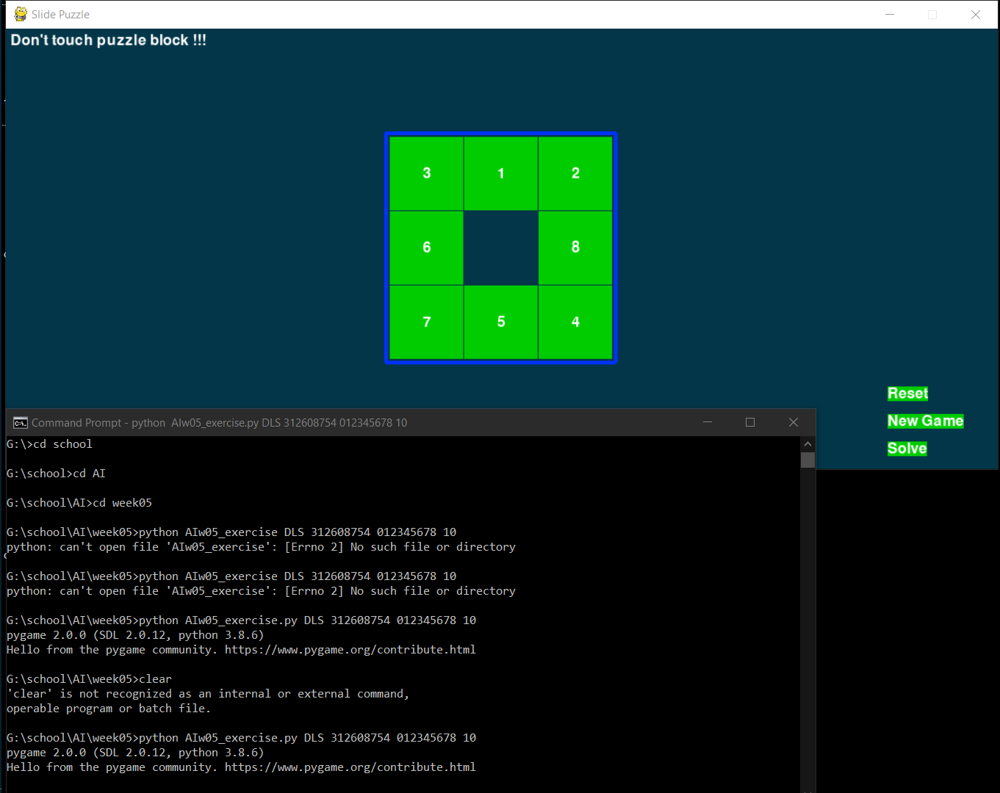 Slide Puzzle
Don't touch puzzle block !!!
3 1 2
6 8
7 5 4
Reset
New Game
Solve
Command Prompt - python  AIw05_exercise.py DLS 312608754 012345678 10
G:\>cd school
G:\school>cd AI
G:\school\AI>cd week05
G:\school\AI\week05>python AIw05_exercise DLS 312608754 012345678 10
python: can't open file 'AIw05_exercise': [Errno 2] No such file or directory
G:\school\AI\week05>python AIw05_exercise DLS 312608754 012345678 10
python: can't open file 'AIw05_exercise': [Errno 2] No such file or directory
G:\school\AI\week05>python AIw05_exercise.py DLS 312608754 012345678 10
pygame 2.0.0 (SDL 2.0.12, python 3.8.6)
Hello from the pygame community. https://www.pygame.org/contribute.html
G:\school\AI\week05>clear
'clear' is not recognized as an internal or external command,
operable program or batch file.
G:\school\AI\week05>python AIw05_exercise.py DLS 312608754 012345678 10
pygame 2.0.0 (SDL 2.0.12, python 3.8.6)
Hello from the pygame community. https://www.pygame.org/contribute.html